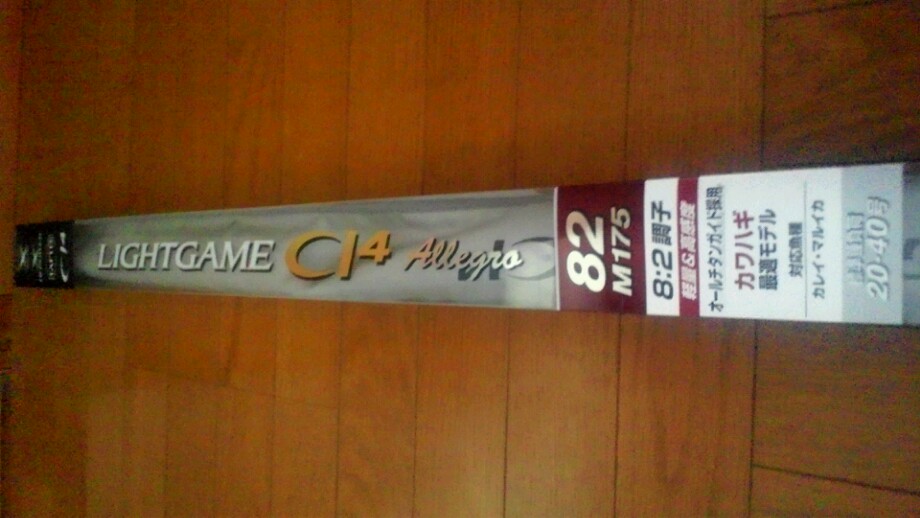 LIGHTGAME CI4 Allegro
82
M175
8:2調子
軽量&高感度
オールチタンガイド採用
カワハギ
最適モデル
対応魚種
カレイ・マルイカ
20-40号